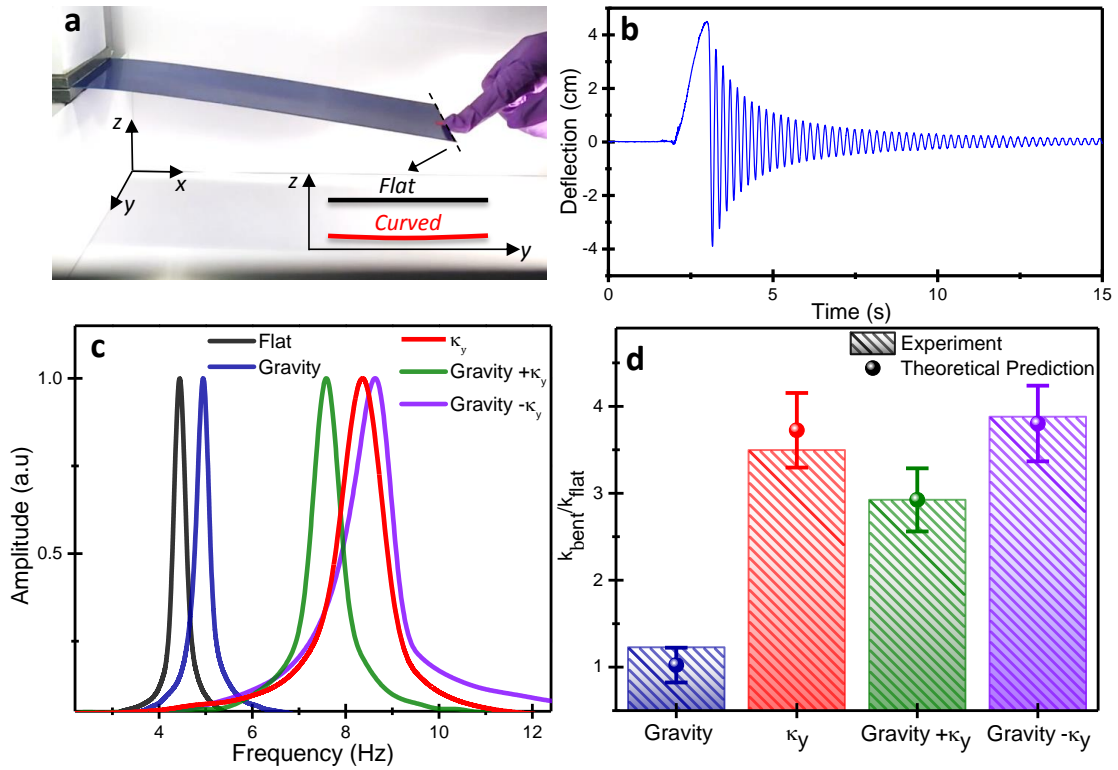 a
z
x
y
z
Flat
Curved
y
b
Deflection (cm)
4
2
0
-2
-4
0
5
10
15
Time (s)
c
Flat
Gravity
κy
Gravity +κy
Gravity -κy
Amplitude (a.u)
1.0
0.5
4
6
8
10
12
Frequency (Hz)
d
Experiment
Theoretical Prediction
kbent/kflat
4
3
2
1
Gravity
κy
Gravity +κy
Gravity -κy